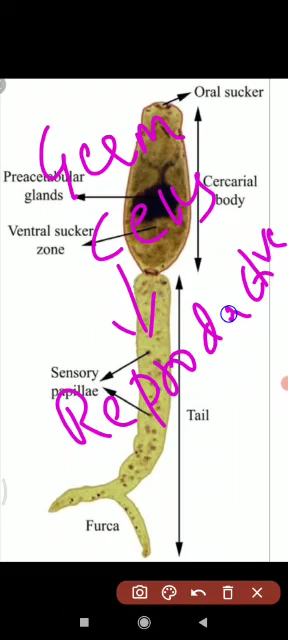 Oral sucker
Germ
Preacetabular
glands
Cercarial
body
Cells
Ventral sucker
zone
Reproductive
Sensory
papillae
Tail
Furca